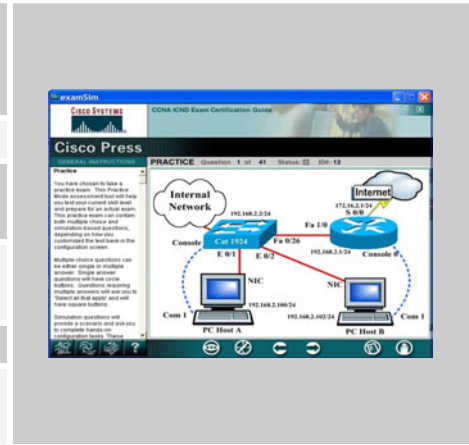 examSim
CISCO SYSTEMS
CCNA ICND Exam Certification Guide
Cisco Press
GENERAL INSTRUCTIONS
PRACTICE Question 1 of 41 Status: ID#: 12
Practice
You have chosen to take a
practice exam. This Practice
Mode assessment tool will help
you test your current skill level
and prepare for an actual exam.
This practice exam can contain
both multiple choice and
simulation-based questions,
depending on how you
customized the test bank in the
configuration screen.
Multiple choice questions can
be either single or multiple
answer. Single answer
questions will have circle
buttons. Questions requiring
multiple answers will ask you to
'Select all that apply' and will
have square buttons.
Simulation questions will
provide a scenario and ask you
to complete hands-on
configuration tasks. These
Internal
Network
Internet
172.16.2.1/24
S 0/0
192.168.2.2/24
Fa 1/0
Console
Cat 1924
Fa 0/26
192.168.2.1/24
Console
E 0/1
E 0/2
NIC
NIC
192.168.2.100/24
Com 1
192.168.2.102/24
Com 1
PC Host A
PC Host B
?